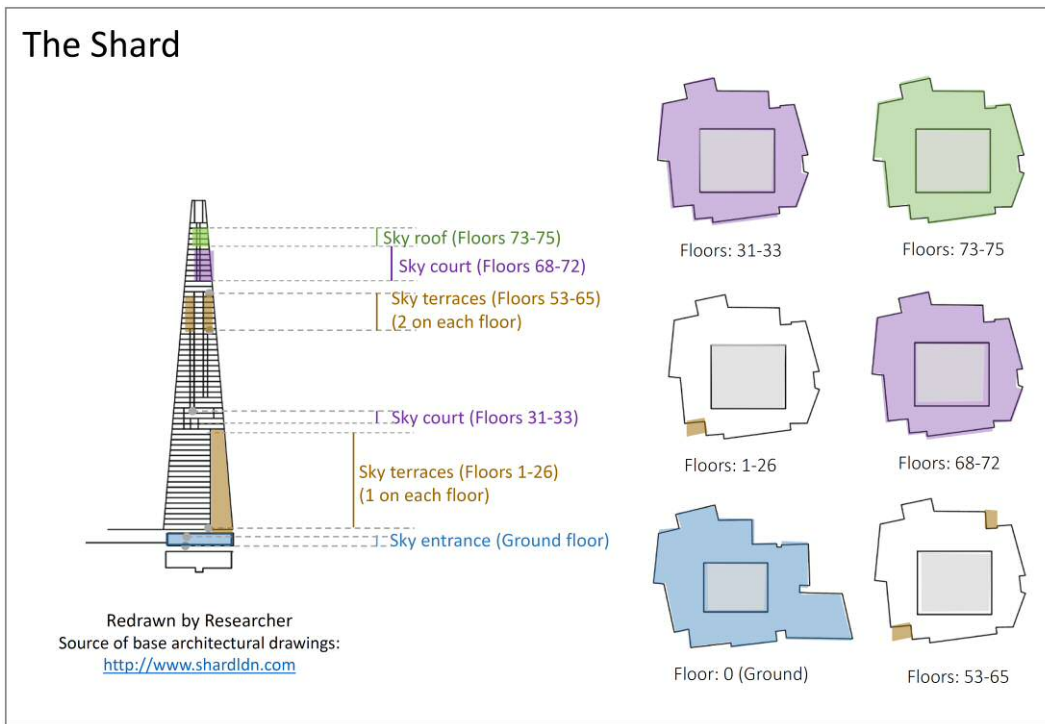 The Shard
Sky roof (Floors 73-75)
Sky court (Floors 68-72)
Sky terraces (Floors 53-65)
(2 on each floor)
Sky court (Floors 31-33)
Sky terraces (Floors 1-26)
(1 on each floor)
Sky entrance (Ground floor)
Redrawn by Researcher
Source of base architectural drawings:
http://www.shardldn.com
Floors: 31-33
Floors: 73-75
Floors: 1-26
Floors: 68-72
Floor: 0 (Ground)
Floors: 53-65